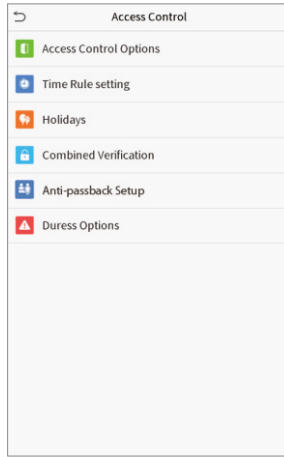 Access Control
Access Control Options
Time Rule setting
Holidays
Combined Verification
Anti-passback Setup
Duress Options